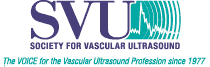 SVU
SOCIETY FOR VASCULAR ULTRASOUND
The VOICE for the Vascular Ultrasound Profession since 1977